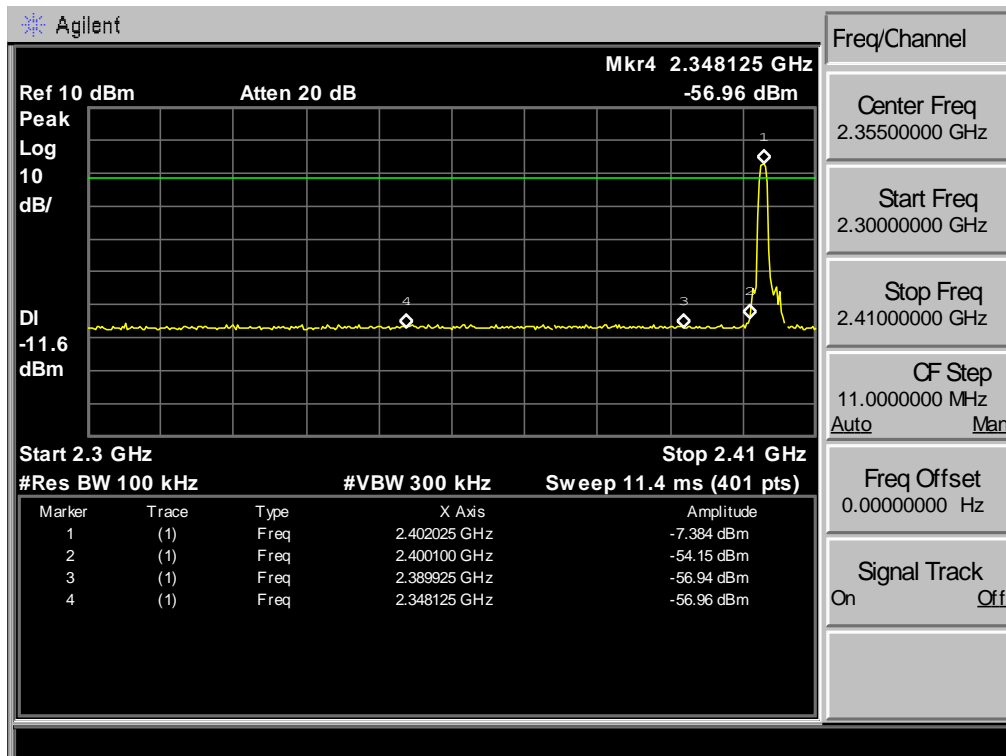 Agilent
Mkr4 2.348125 GHz
Ref 10 dBm Atten 20 dB -56.96 dBm
Peak
Log
10
dB/
1
4
3
2
DI
-11.6
dBm
Start 2.3 GHz Stop 2.41 GHz
#Res BW 100 kHz #VBW 300 kHz Sweep 11.4 ms (401 pts)
Marker Trace Type X Axis Amplitude
1 (1) Freq 2.402025 GHz -7.384 dBm
2 (1) Freq 2.400100 GHz -54.15 dBm
3 (1) Freq 2.389925 GHz -56.94 dBm
4 (1) Freq 2.348125 GHz -56.96 dBm
Freq/Channel
Center Freq
2.35500000 GHz
Start Freq
2.30000000 GHz
Stop Freq
2.41000000 GHz
CF Step
11.0000000 MHz
Auto Man
Freq Offset
0.00000000 Hz
Signal Track
On Off